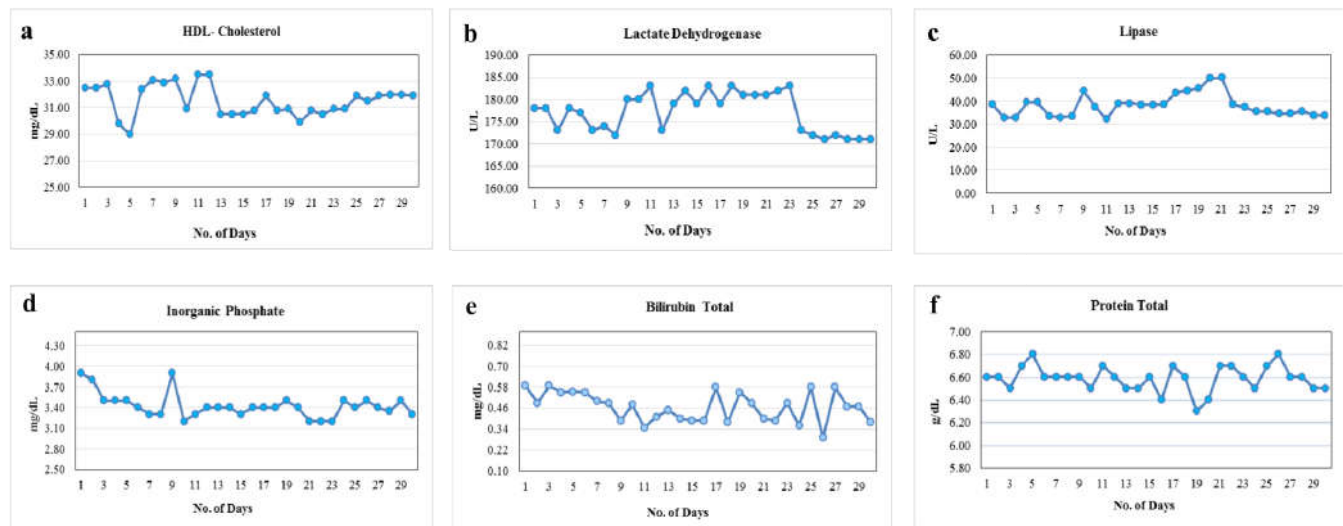 a
HDL- Cholesterol
mg/dL
35.00
33.00
31.00
29.00
27.00
25.00
1 3 5 7 9 11 13 15 17 19 21 23 25 27 29
No. of Days
b
Lactate Dehydrogenase
U/L
190.00
185.00
180.00
175.00
170.00
165.00
160.00
1 3 5 7 9 11 13 15 17 19 21 23 25 27 29
No. of Days
c
Lipase
U/L
60.00
50.00
40.00
30.00
20.00
10.00
0.00
1 3 5 7 9 11 13 15 17 19 21 23 25 27 29
No. of Days
d
Inorganic Phosphate
mg/dL
4.30
4.00
3.70
3.40
3.10
2.80
2.50
1 3 5 7 9 11 13 15 17 19 21 23 25 27 29
No. of Days
e
Bilirubin Total
mg/dL
0.82
0.70
0.58
0.46
0.34
0.22
0.10
1 3 5 7 9 11 13 15 17 19 21 23 25 27 29
No. of Days
f
Protein Total
g/dL
7.00
6.80
6.60
6.40
6.20
6.00
5.80
1 3 5 7 9 11 13 15 17 19 21 23 25 27 29
No. of Days